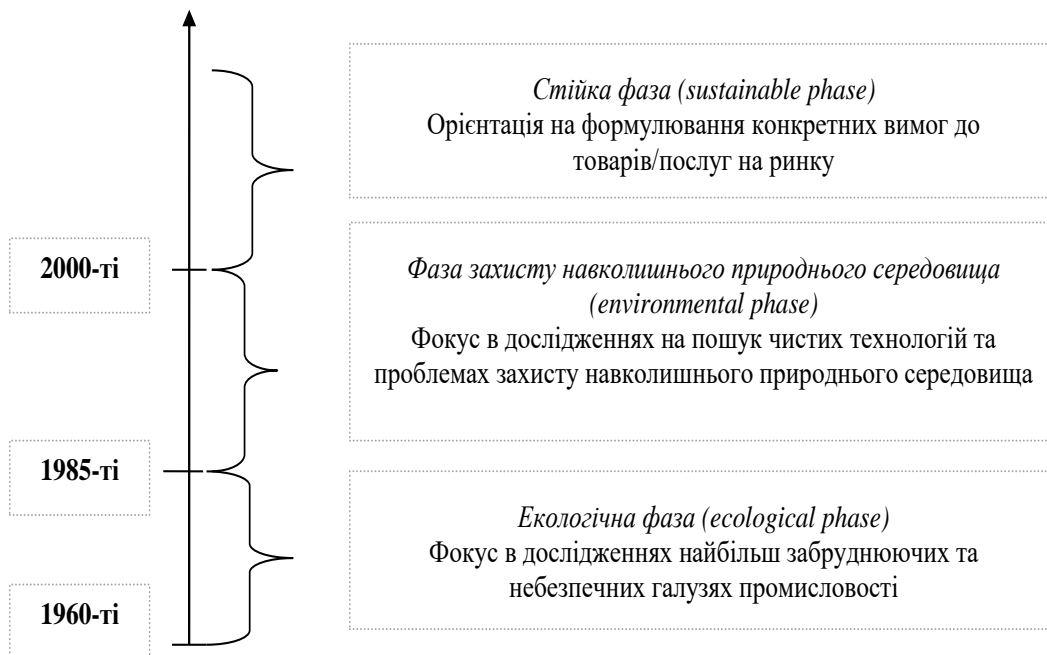 Стійка фаза (sustainable phase)
Орієнтація на формулювання конкретних вимог до
товарів/послуг на ринку
2000-ті
Фаза захисту навколишнього природнього середовища
(environmental phase)
Фокус в дослідженнях на пошук чистих технологій та
проблемах захисту навколишнього природнього середовища
1985-ті
Екологічна фаза (ecological phase)
Фокус в дослідженнях найбільш забруднюючих та
небезпечних галузях промисловості
1960-ті